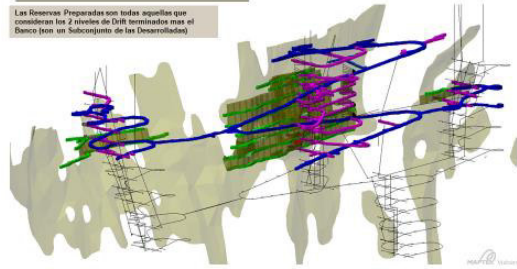 Las Reservas Preparadas son todas aquellas que
consideran los 2 niveles de Drift terminados mas el
Banco (son un Subconjunto de las Desarrolladas)
MAPTEK